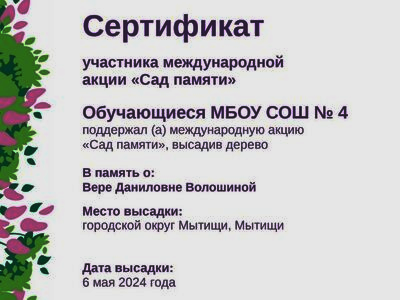 Сертификат
участника международной
акции «Сад памяти»
Обучающиеся МБОУ СОШ № 4
поддержал (а) международную акцию
«Сад памяти», высадив дерево
В память о:
Вере Даниловне Волошиной
Место высадки:
городской округ Мытищи, Мытищи
Дата высадки:
6 мая 2024 года